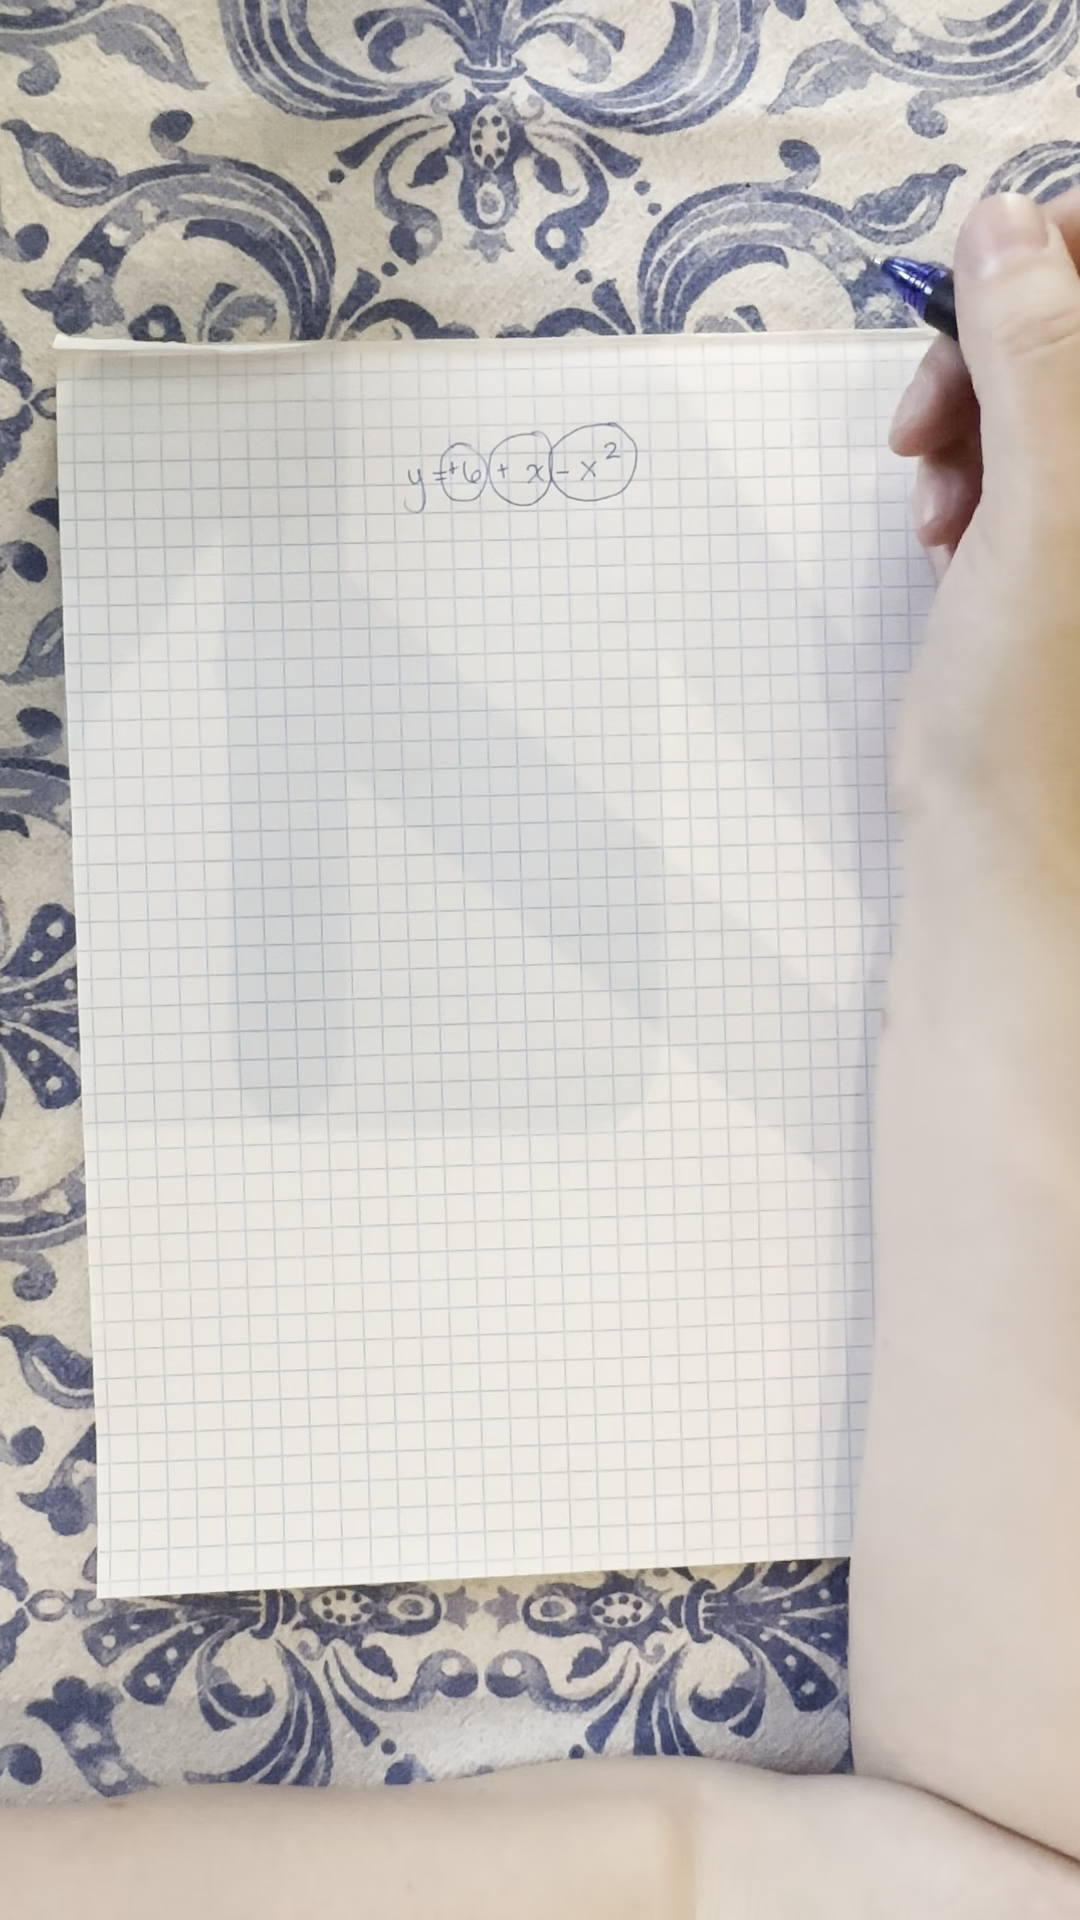 y=+6 + x - x²